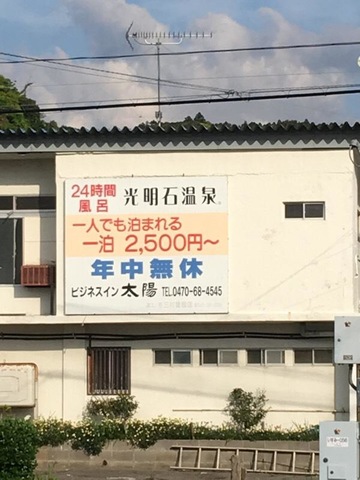 24時間
風呂
光明石温泉
一人でも泊まれる
一泊 2,500円〜
年中無休
ビジネスイン 太陽 TEL.0470-68-4545